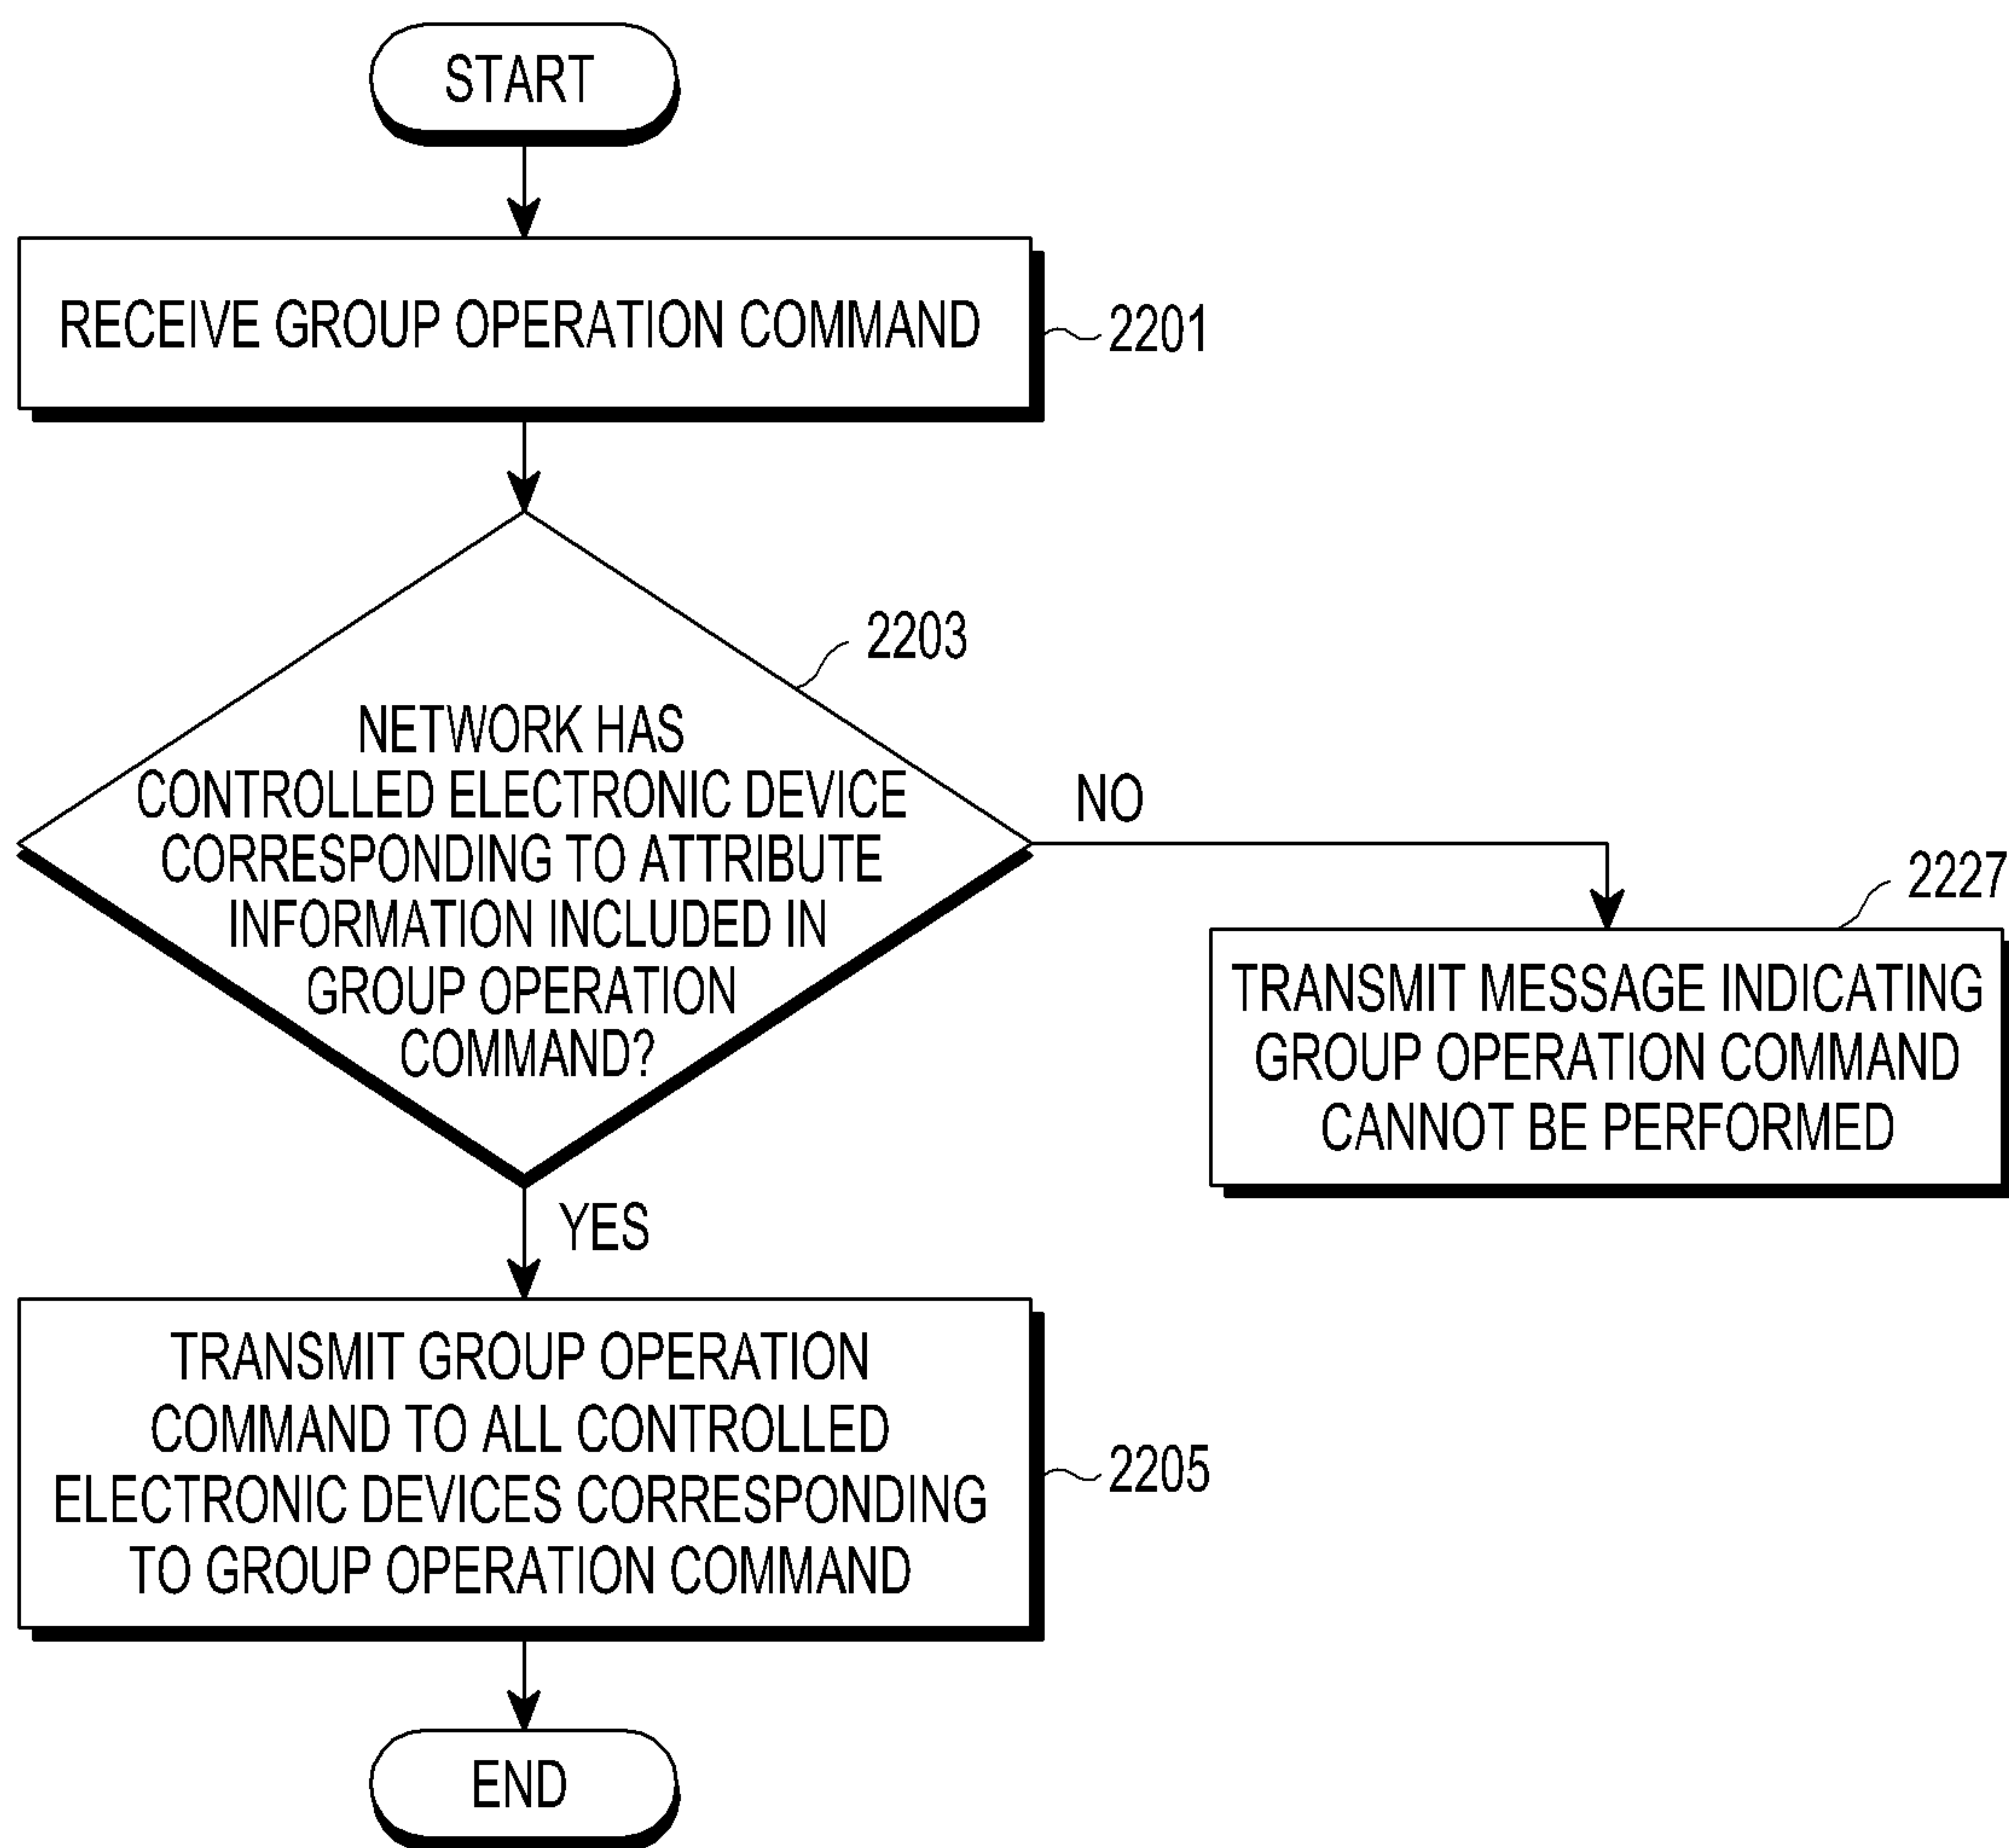 START
RECEIVE GROUP OPERATION COMMAND
2201
2203
NETWORK HAS
CONTROLLED ELECTRONIC DEVICE
CORRESPONDING TO ATTRIBUTE
INFORMATION INCLUDED IN
GROUP OPERATION
COMMAND?
NO
2227
TRANSMIT MESSAGE INDICATING
GROUP OPERATION COMMAND
CANNOT BE PERFORMED
YES
TRANSMIT GROUP OPERATION
COMMAND TO ALL CONTROLLED
ELECTRONIC DEVICES CORRESPONDING
TO GROUP OPERATION COMMAND
2205
END